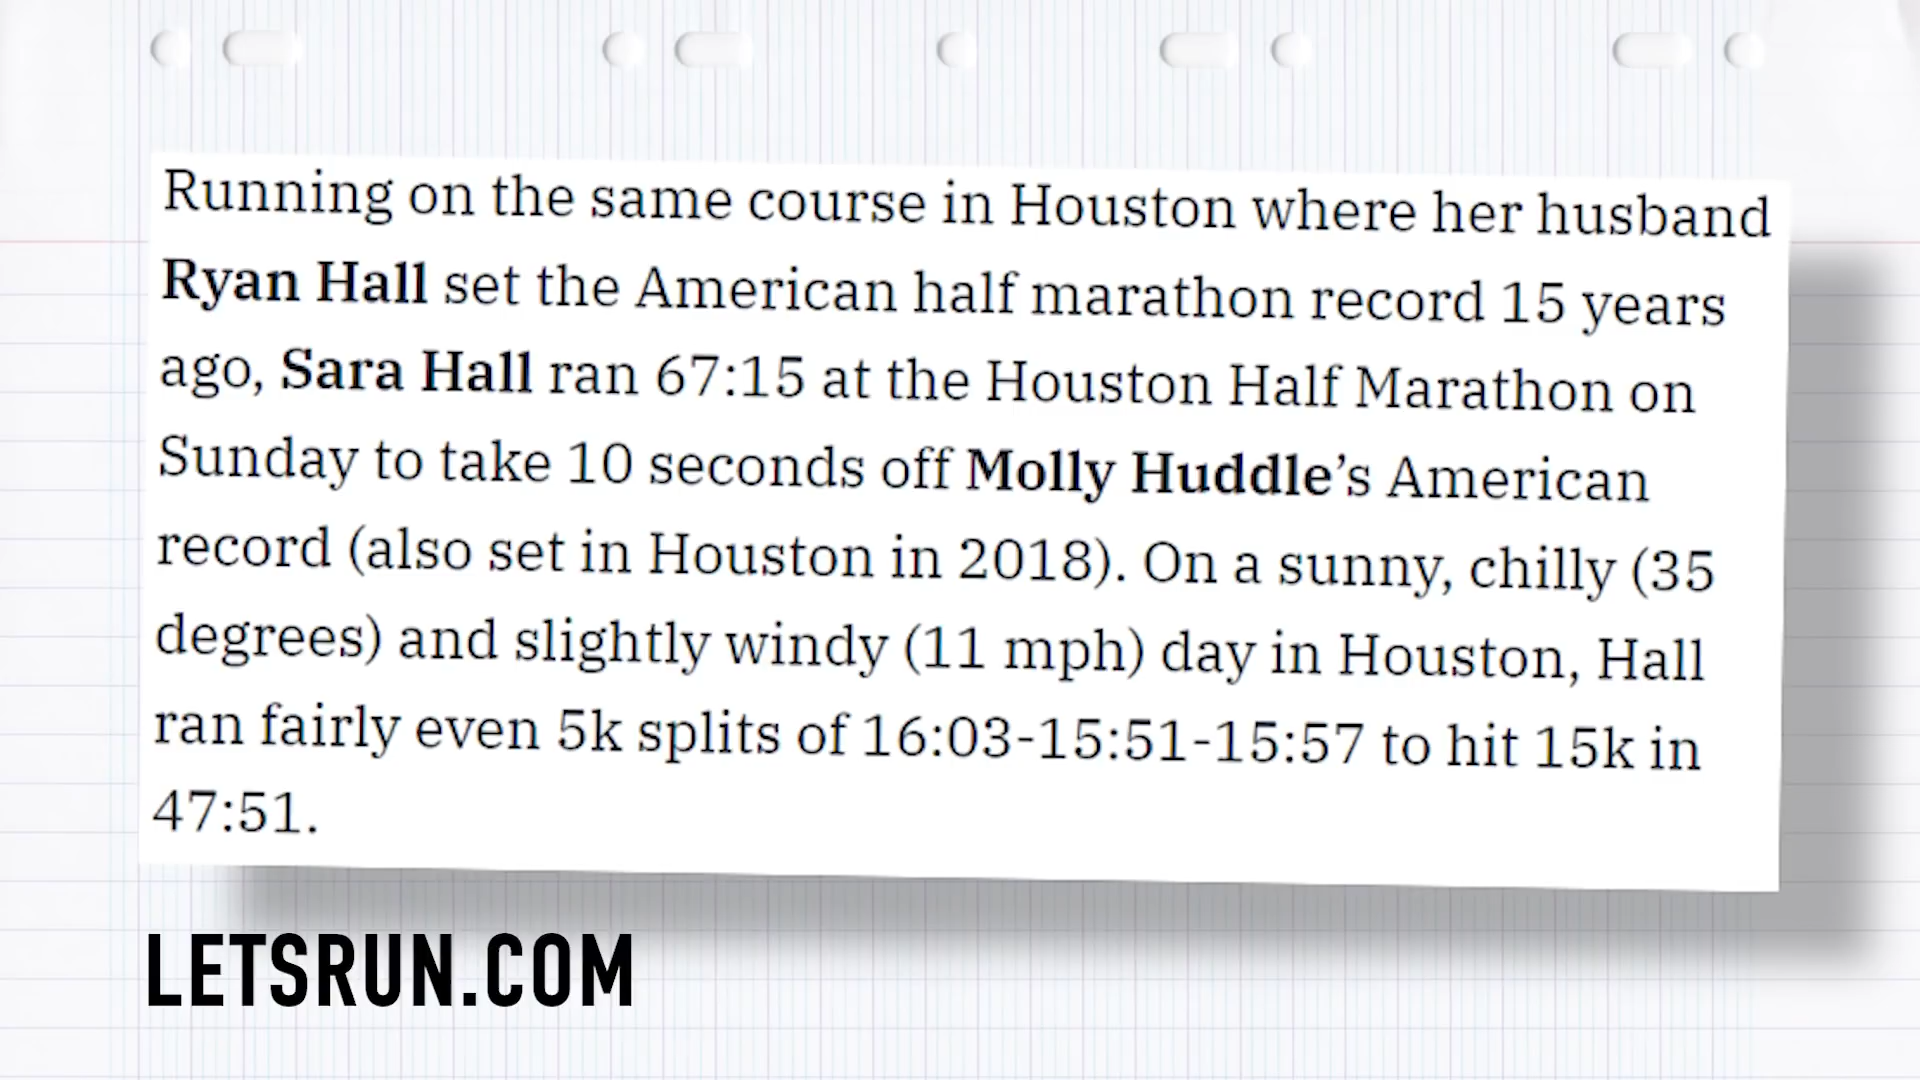 Running on the same course in Houston where her husband
Ryan Hall set the American half marathon record 15 years
ago, Sara Hall ran 67:15 at the Houston Half Marathon on
Sunday to take 10 seconds off Molly Huddle’s American
record (also set in Houston in 2018). On a sunny, chilly (35
degrees) and slightly windy (11 mph) day in Houston, Hall
ran fairly even 5k splits of 16:03-15:51-15:57 to hit 15k in
47:51.
LETSRUN.COM